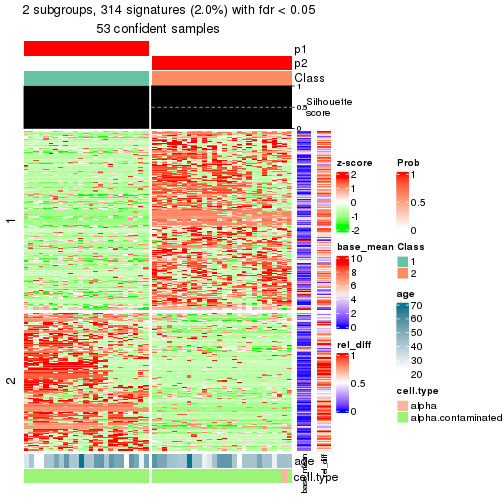 2 subgroups, 314 signatures (2.0%) with fdr < 0.05
53 confident samples
p1
p2
Class
1
0.5
0
Silhouette
score
1
2
age
cell.type
base_mean
rel_diff
z-score
2
1
0
-1
-2
base_mean
10
8
6
4
2
0
rel_diff
1
0.5
0
Prob
1
0.5
0
Class
1
2
age
70
60
50
40
30
20
cell.type
alpha
alpha.contaminated